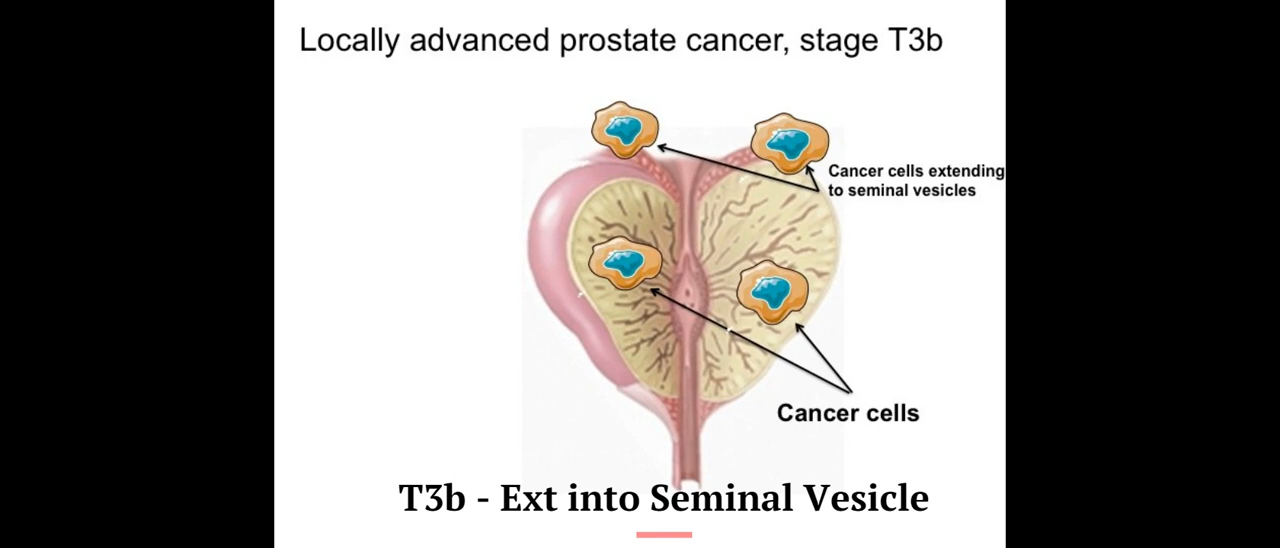 Locally advanced prostate cancer, stage T3b
Cancer cells extending
to seminal vesicles
Cancer cells
T3b - Ext into Seminal Vesicle